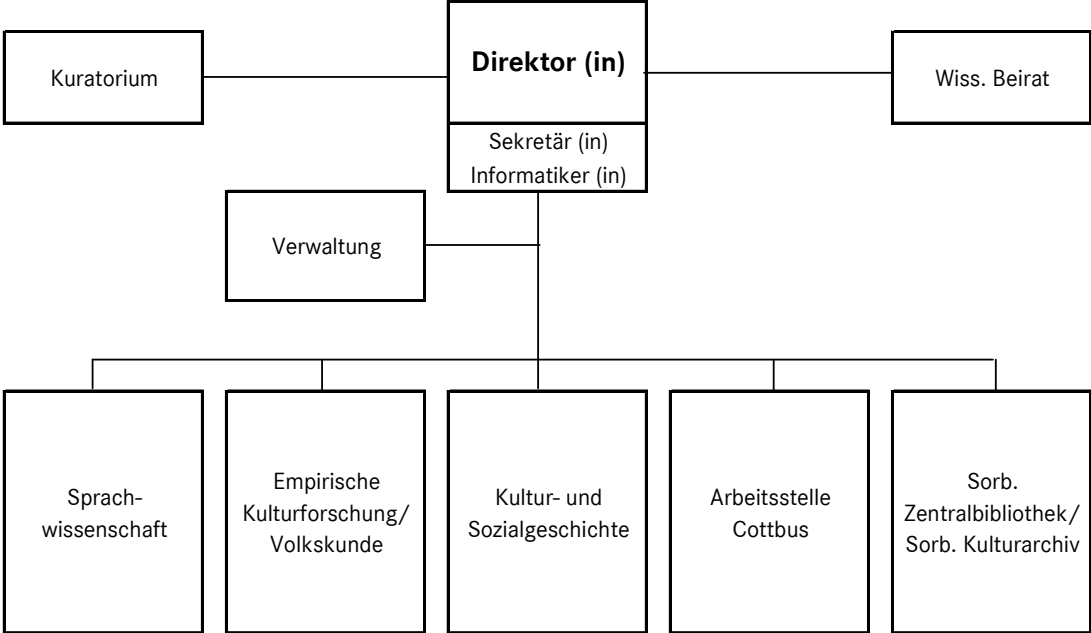 Kuratorium
Direktor (in)
Wiss. Beirat
Sekretär (in)
Informatiker (in)
Verwaltung
Sprach-
wissenschaft
Empirische
Kulturforschung/
Volkskunde
Kultur- und
Sozialgeschichte
Arbeitsstelle
Cottbus
Sorb.
Zentralbibliothek/
Sorb. Kulturarchiv